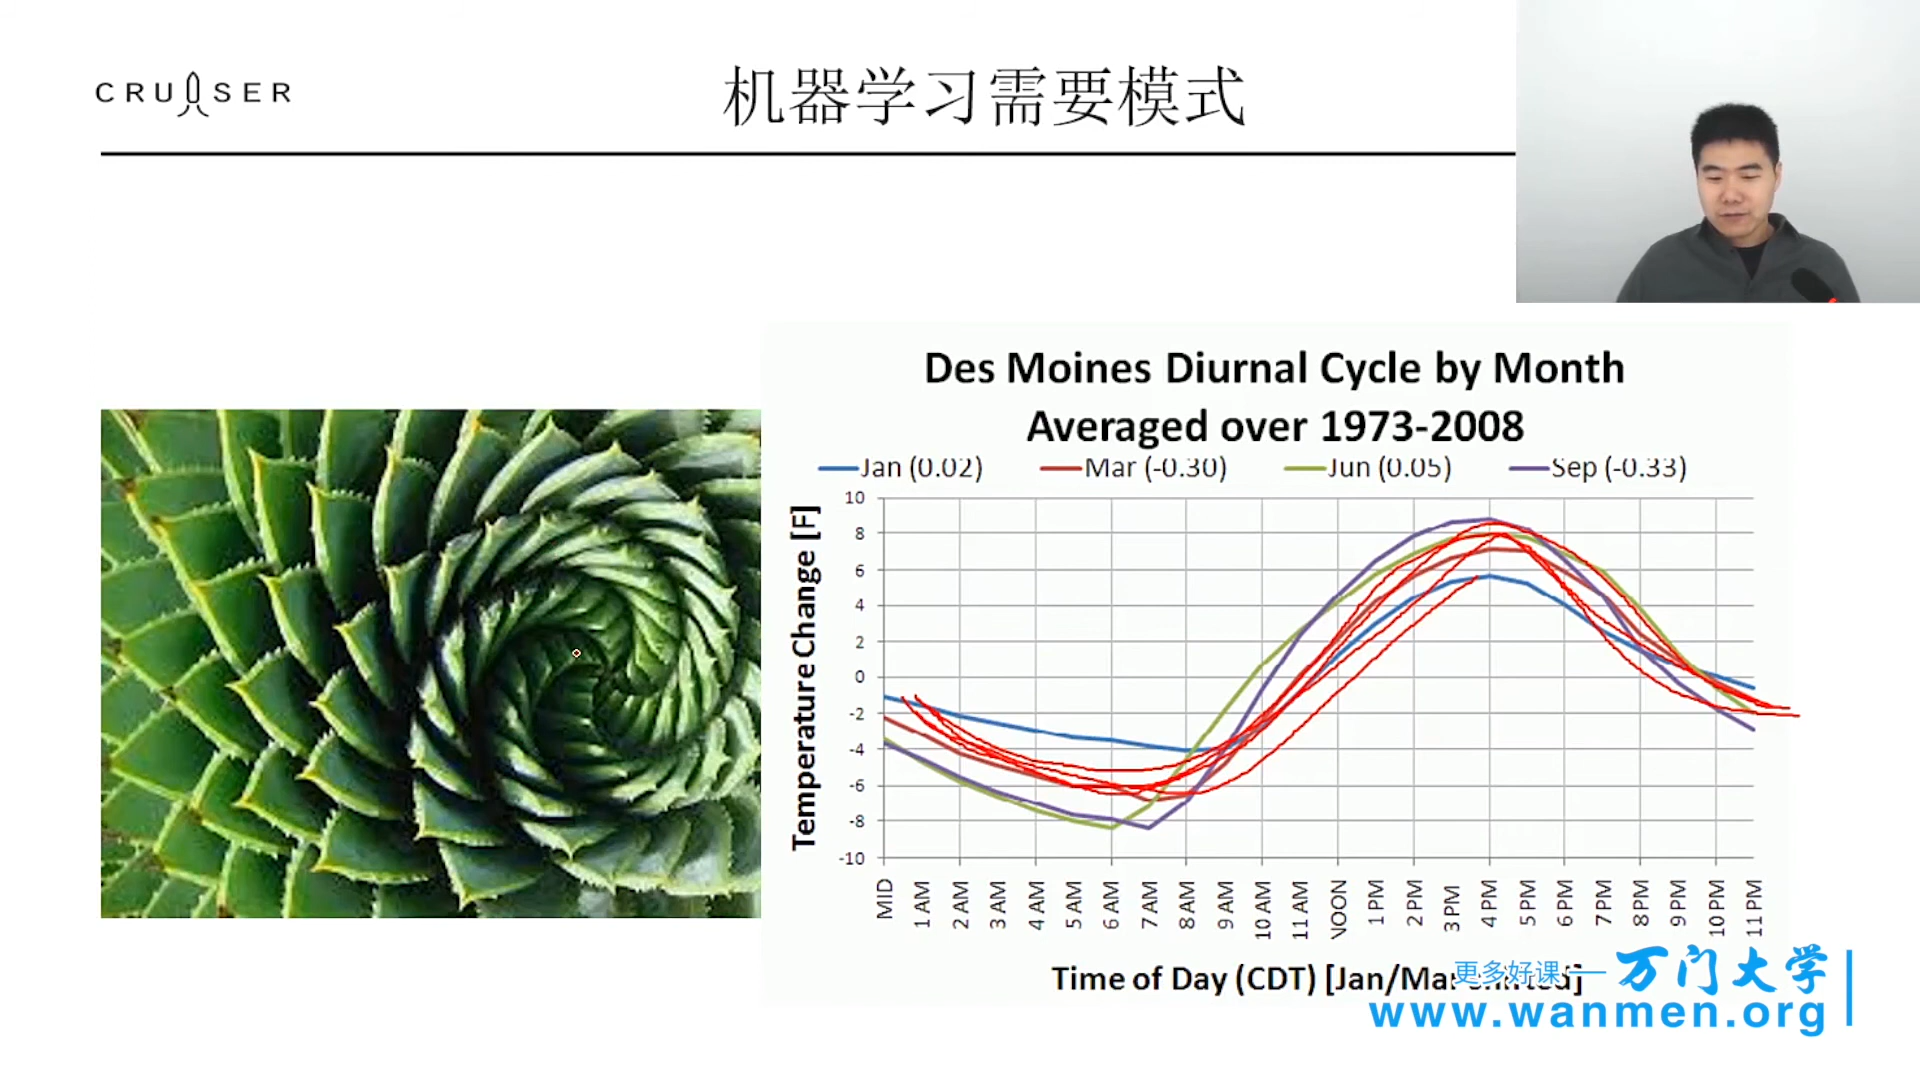 CRUISER
机器学习需要模式
Des Moines Diurnal Cycle by Month
Averaged over 1973-2008
Jan (0.02) Mar (-0.30) Jun (0.05) Sep (-0.33)
Temperature Change [F]
10
8
6
4
2
0
-2
-4
-6
-8
-10
MID 1 AM 2 AM 3 AM 4 AM 5 AM 6 AM 7 AM 8 AM 9 AM 10 AM 11 AM NOON 1 PM 2 PM 3 PM 4 PM 5 PM 6 PM 7 PM 8 PM 9 PM 10 PM 11 PM
Time of Day (CDT) [Jan/Mar
更多好课 — 万门大学
www.wanmen.org